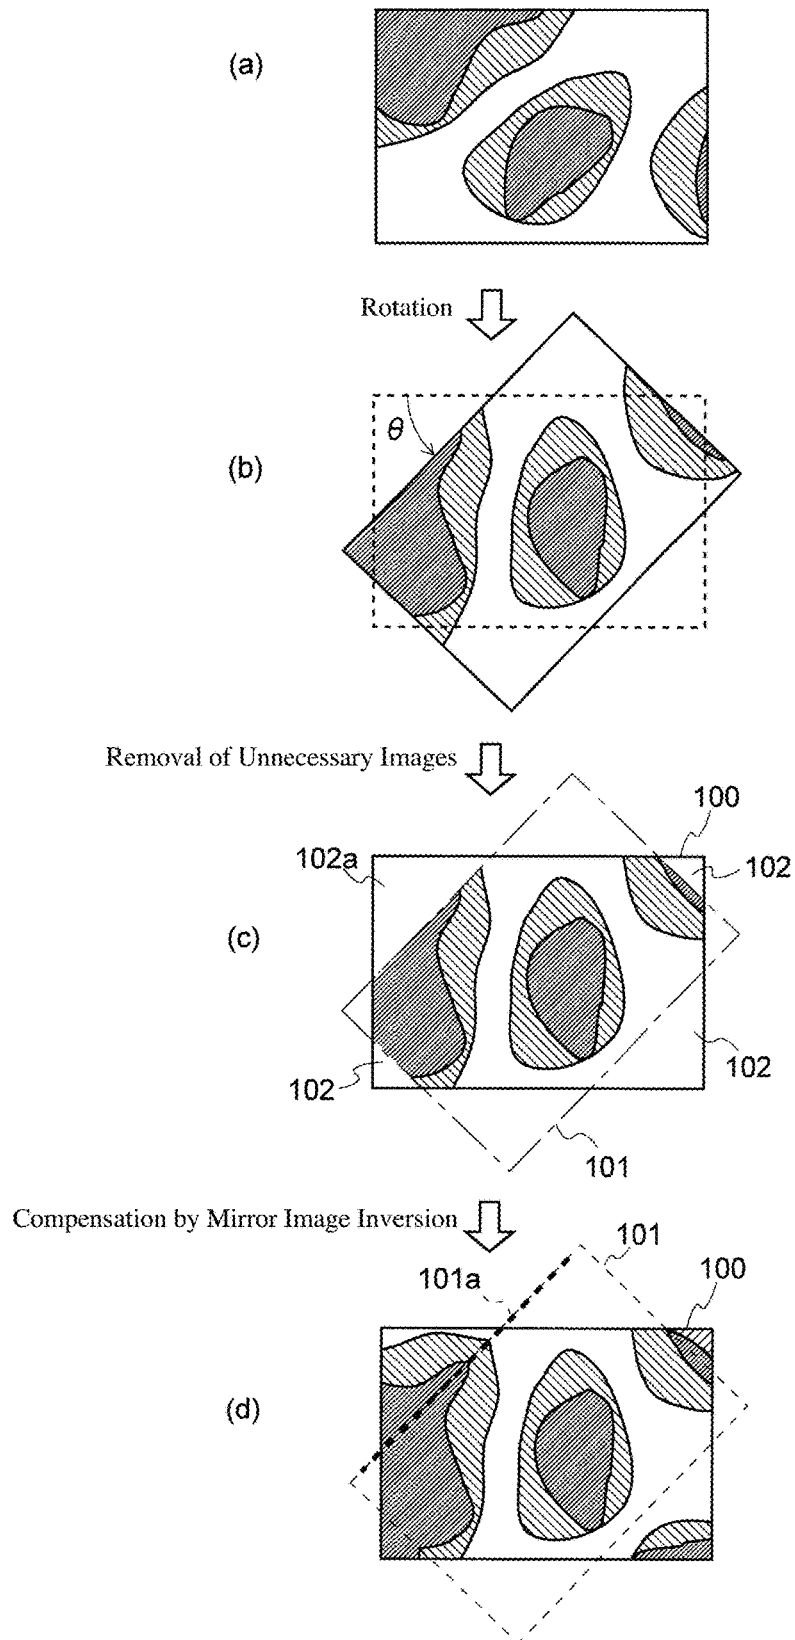 (a)
Rotation
θ
(b)
Removal of Unnecessary Images
100
102a
102
(c)
102
102
101
Compensation by Mirror Image Inversion
101
101a
100
(d)